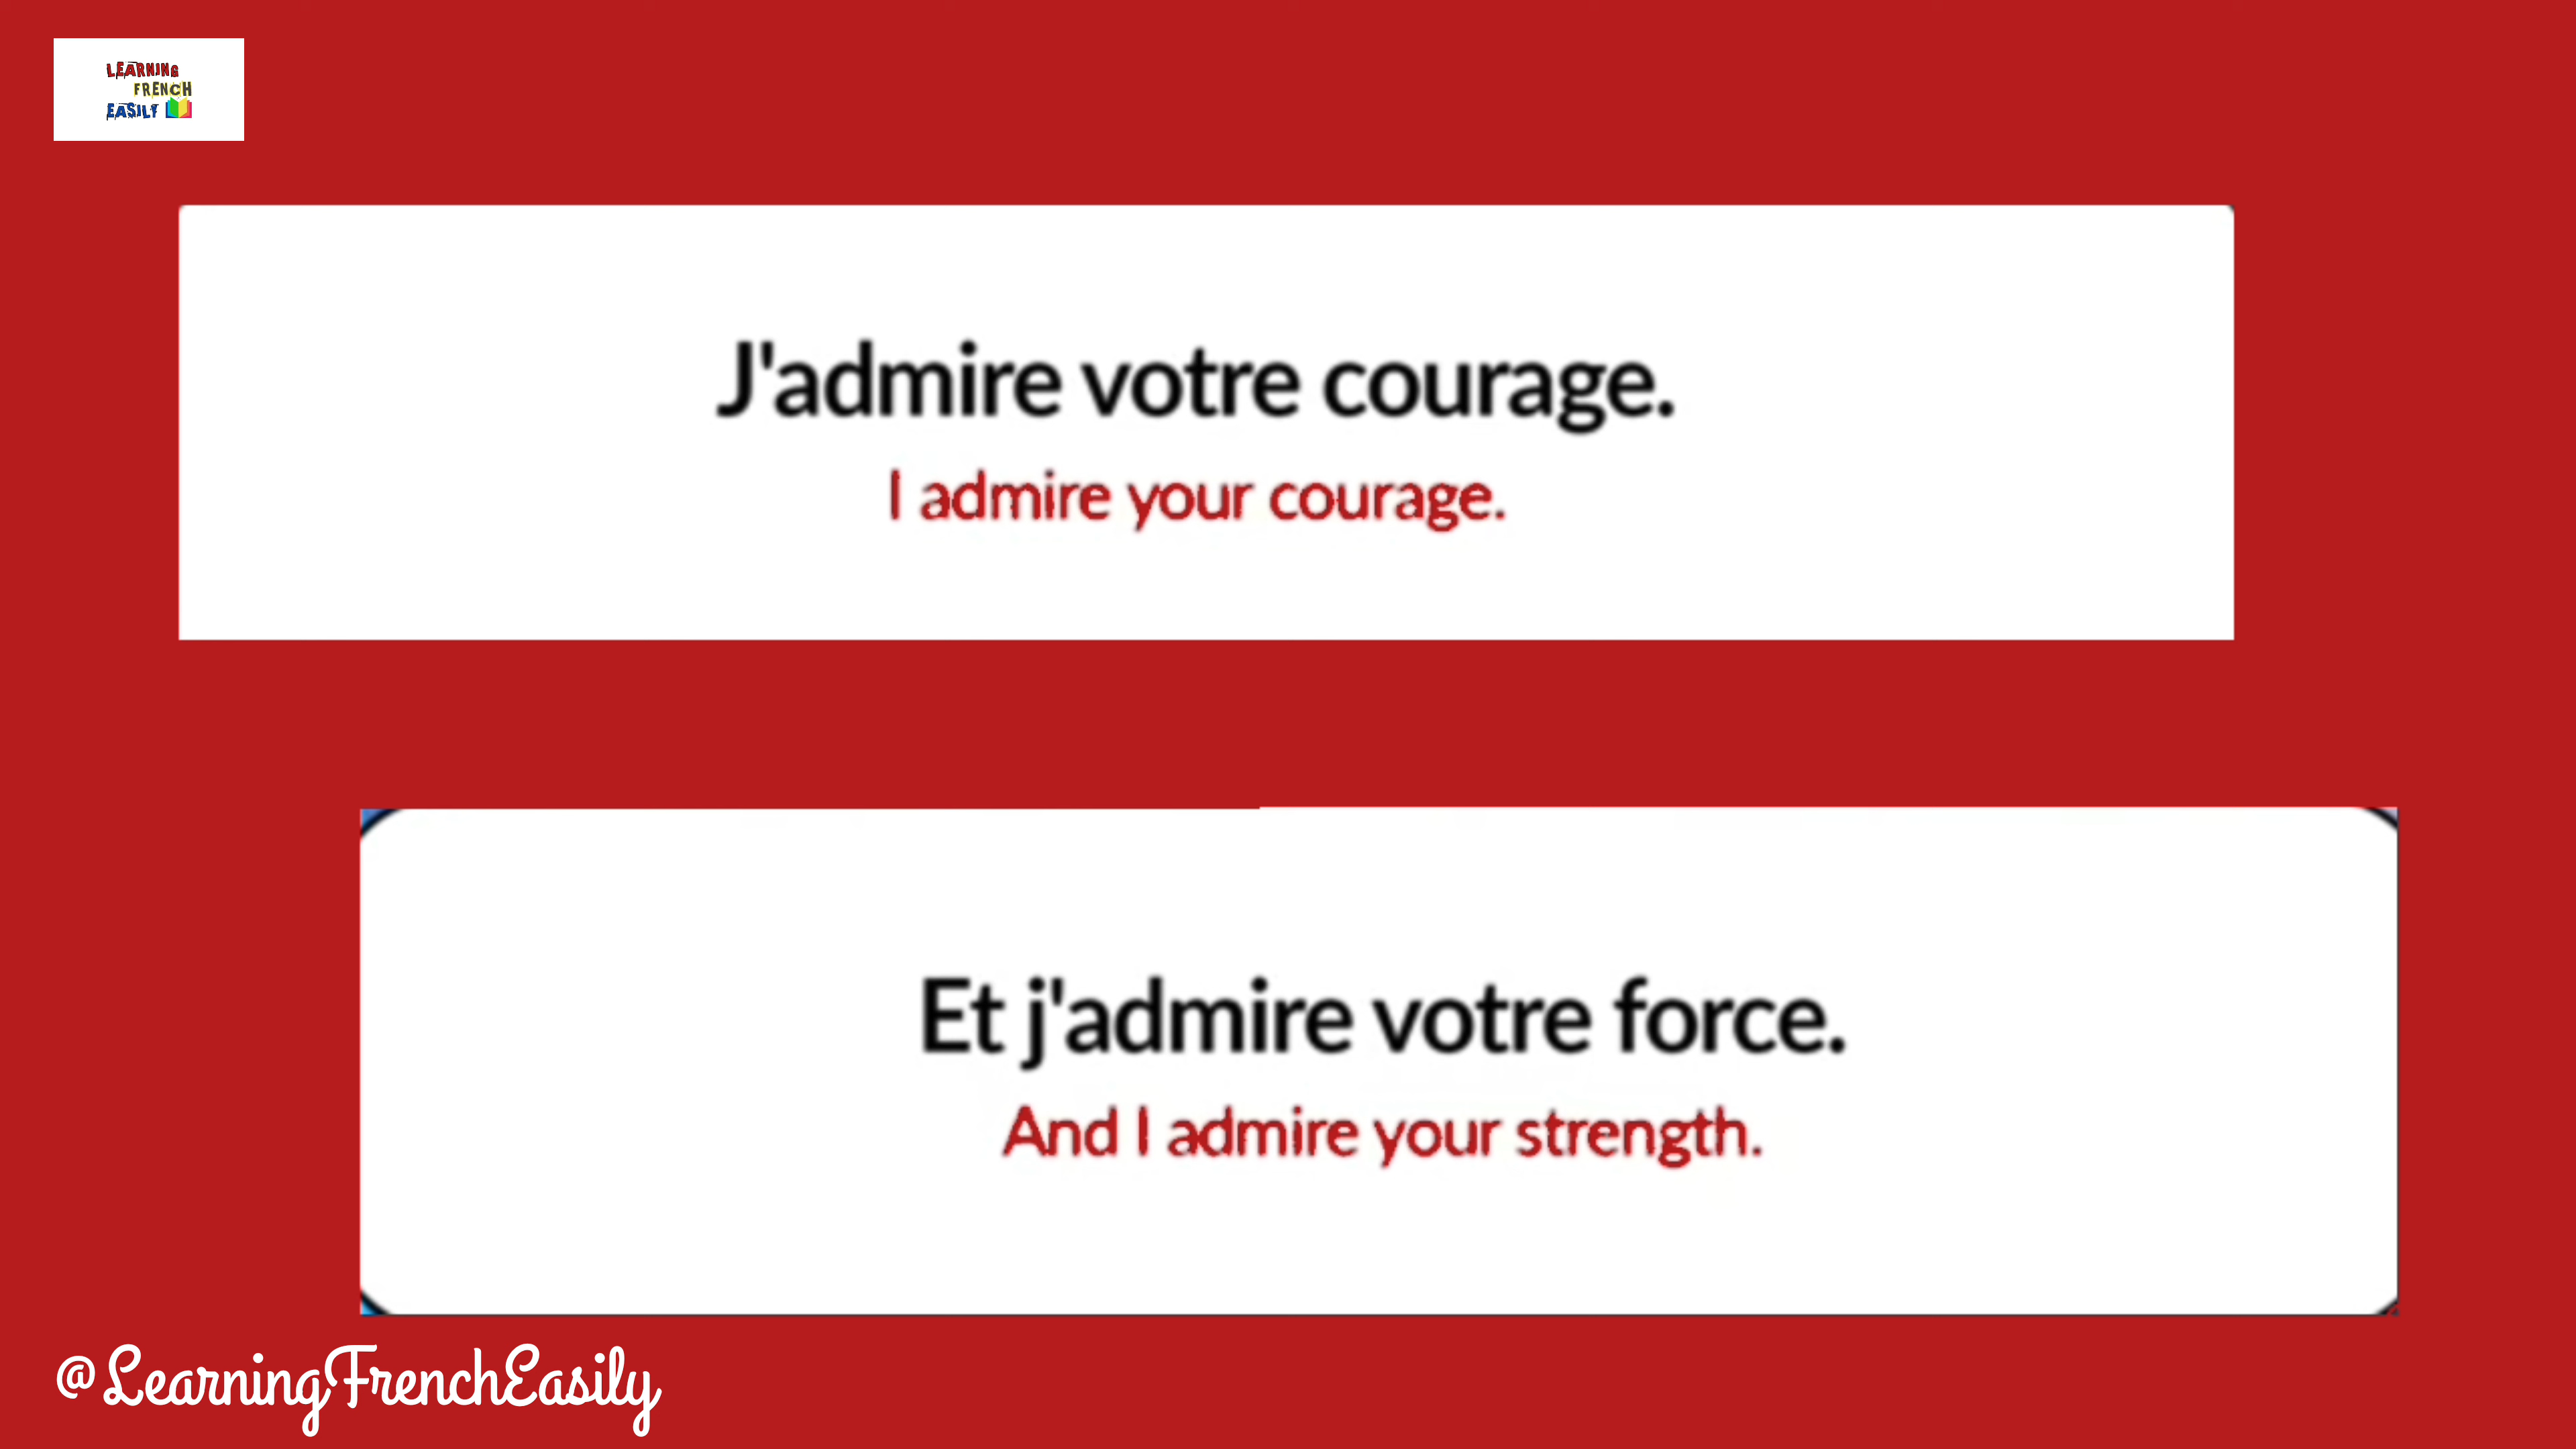 LEARNING
FRENCH
EASILY
J'admire votre courage.
I admire your courage.
Et j'admire votre force.
And I admire your strength.
@LearningFrenchEasily